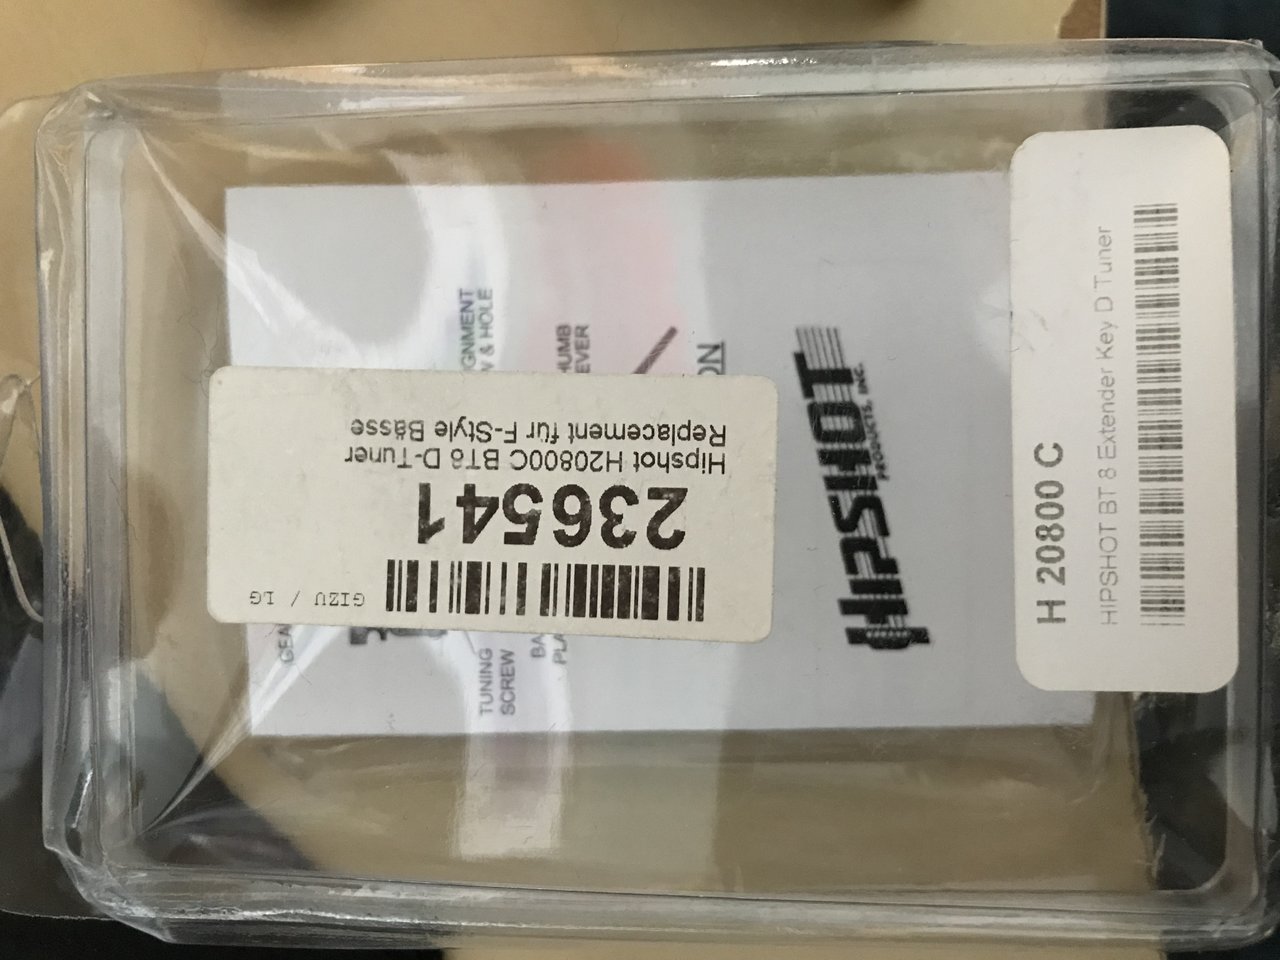 H 20800 C
HIPSHOT BT 8 Extender Key D Tuner
HIPSHOT
PRODUCTS, INC.
Hipshot H20800C BT8 D-Tuner
Replacement für F-Style Bässe
236541
GIZU / LG
TUNING
SCREW
& HOLE